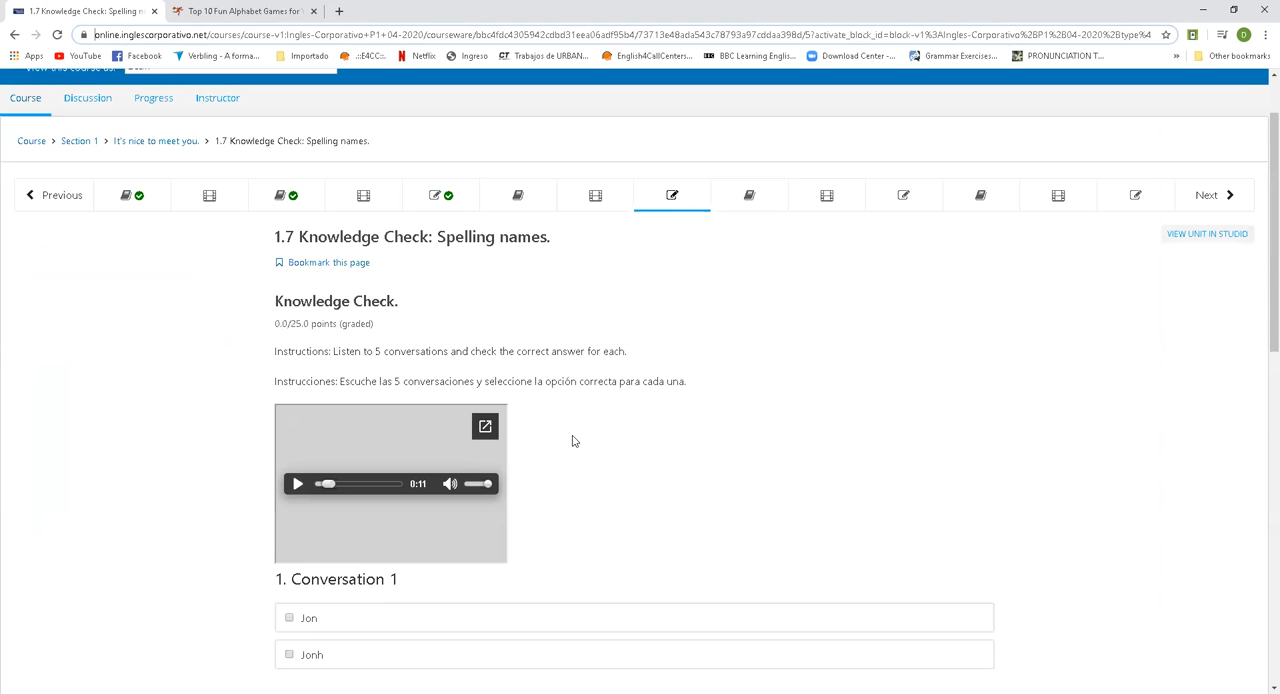 1.7 Knowledge Check: Spelling n
Top 10 Fun Alphabet Games for
online.inglescorporativo.net/courses/course-v1:Ingles-Corporativo+P1+04-2020/courseware/bbc4fdc4305942cdbd31eea06adf95b4/73713e48ada543c78793a97cddaa398d/5?activate_block_id=block-v1%3AIngles-Corporativo%2BP1%2B04-2020%2Btype%4
D
Apps YouTube Facebook Verbling - A forma... Importado .::E4CC::. Netflix Ingreso Trabajos de URBAN... English4CallCenters... BBC Learning Englis... Download Center -... Grammar Exercises... PRONUNCIATION T... » Other bookmarks
View this course as:
Course Discussion Progress Instructor
Course > Section 1 > It's nice to meet you. > 1.7 Knowledge Check: Spelling names.
Previous Next
1.7 Knowledge Check: Spelling names.
VIEW UNIT IN STUDIO
Bookmark this page
Knowledge Check.
0.0/25.0 points (graded)
Instructions: Listen to 5 conversations and check the correct answer for each.
Instrucciones: Escuche las 5 conversaciones y seleccione la opción correcta para cada una.
0:11
1. Conversation 1
Jon
Jonh